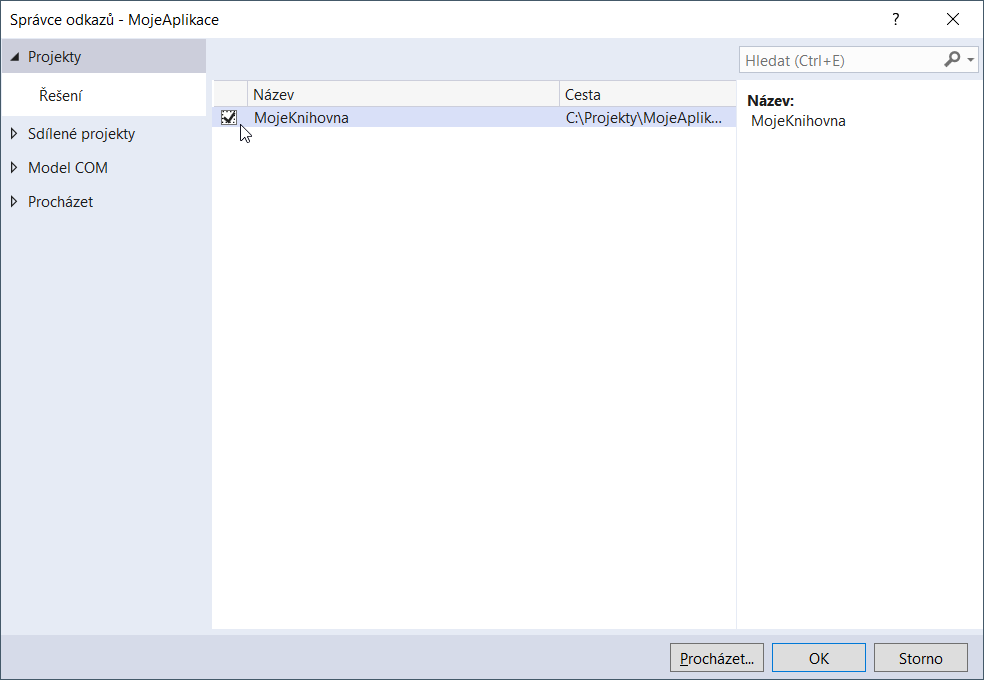 Správce odkazů - MojeAplikace
?
Projekty
Řešení
Sdílené projekty
Model COM
Procházet
Hledat (Ctrl+E)
Název Cesta
MojeKnihovna C:\Projekty\MojeAplik...
Název:
MojeKnihovna
Procházet... OK Storno